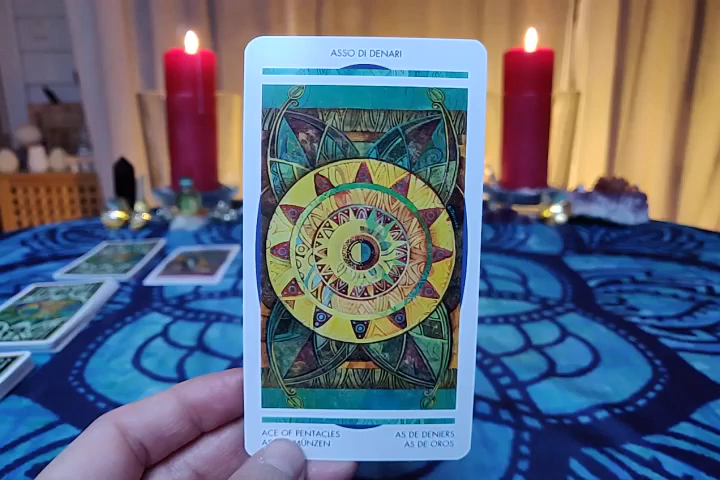 ASSO DI DENARI
ACE OF PENTACLES
AS DE DENIERS
MÜNZEN
AS DE OROS